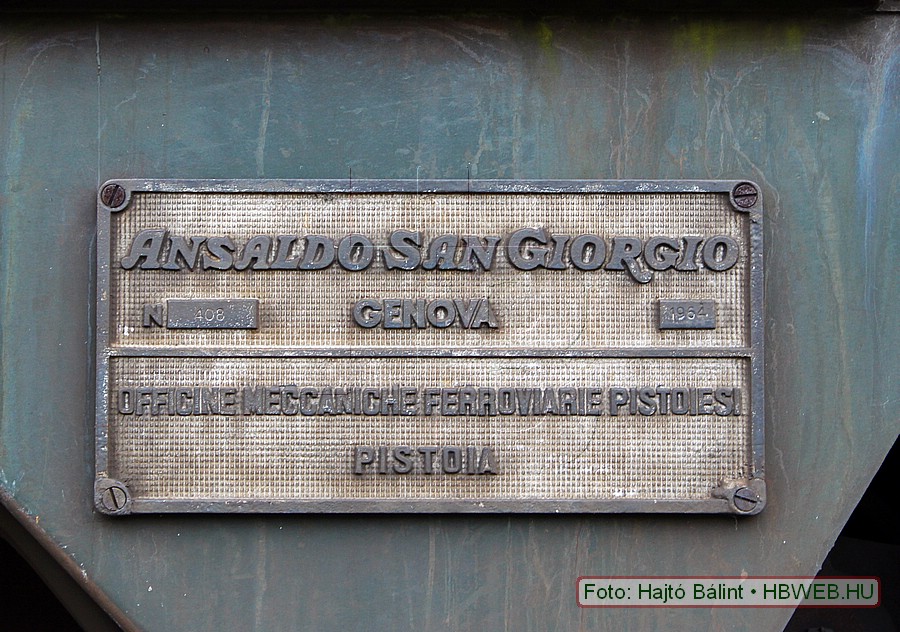 ANSALDO SAN GIORGIO
N 408 GENOVA 1964
OFFICINE MECCANICHE FERROVIARIE PISTOIESI
PISTOIA
Foto: Hajtó Bálint • HBWEB.HU